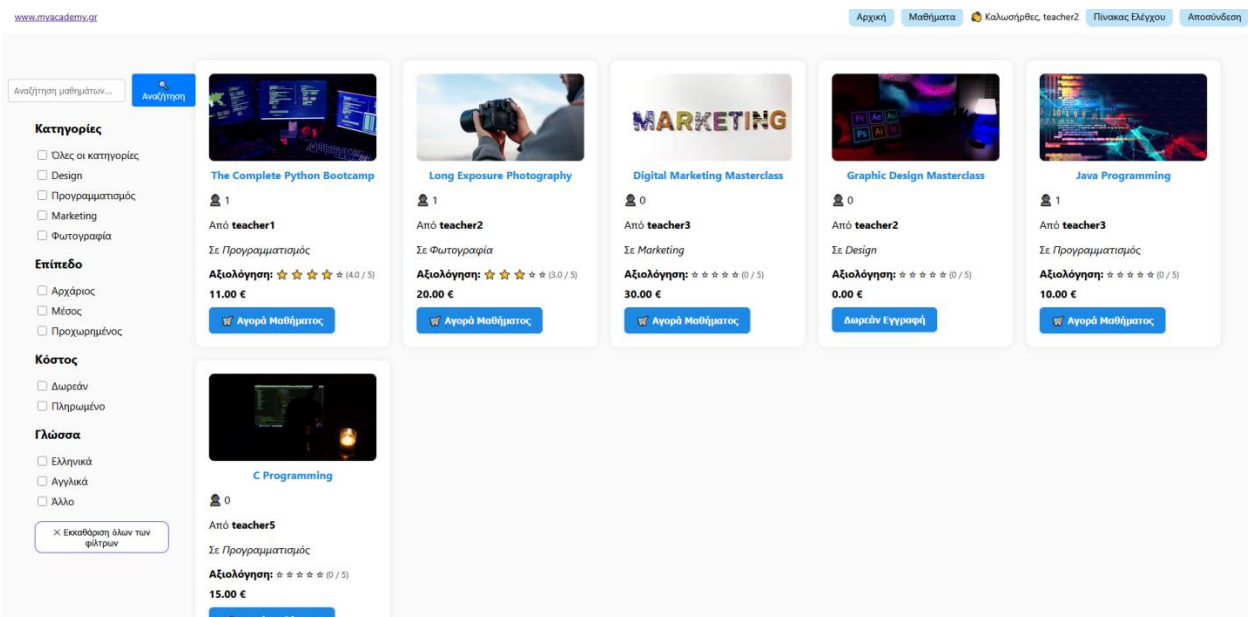 www.myacademy.gr
Αρχική Μαθήματα Καλωσήρθες, teacher2 Πίνακας Ελέγχου Αποσύνδεση
Αναζήτηση μαθημάτων...
Αναζήτηση
Κατηγορίες
Όλες οι κατηγορίες
Design
Προγραμματισμός
Marketing
Φωτογραφία
Επίπεδο
Αρχάριος
Μέσος
Προχωρημένος
Κόστος
Δωρεάν
Πληρωμένο
Γλώσσα
Ελληνικά
Αγγλικά
Άλλο
✕ Εκκαθάριση όλων των
φίλτρων
The Complete Python Bootcamp
1
Από teacher1
Σε Προγραμματισμός
Αξιολόγηση: (4.0 / 5)
11.00 €
Αγορά Μαθήματος
Long Exposure Photography
1
Από teacher2
Σε Φωτογραφία
Αξιολόγηση: (3.0 / 5)
20.00 €
Αγορά Μαθήματος
MARKETING
Digital Marketing Masterclass
0
Από teacher3
Σε Marketing
Αξιολόγηση: (0 / 5)
30.00 €
Αγορά Μαθήματος
Pr Ae Au
Ps Ai
Graphic Design Masterclass
0
Από teacher2
Σε Design
Αξιολόγηση: (0 / 5)
0.00 €
Δωρεάν Εγγραφή
Java Programming
1
Από teacher3
Σε Προγραμματισμός
Αξιολόγηση: (0 / 5)
10.00 €
Αγορά Μαθήματος
C Programming
0
Από teacher5
Σε Προγραμματισμός
Αξιολόγηση: (0 / 5)
15.00 €